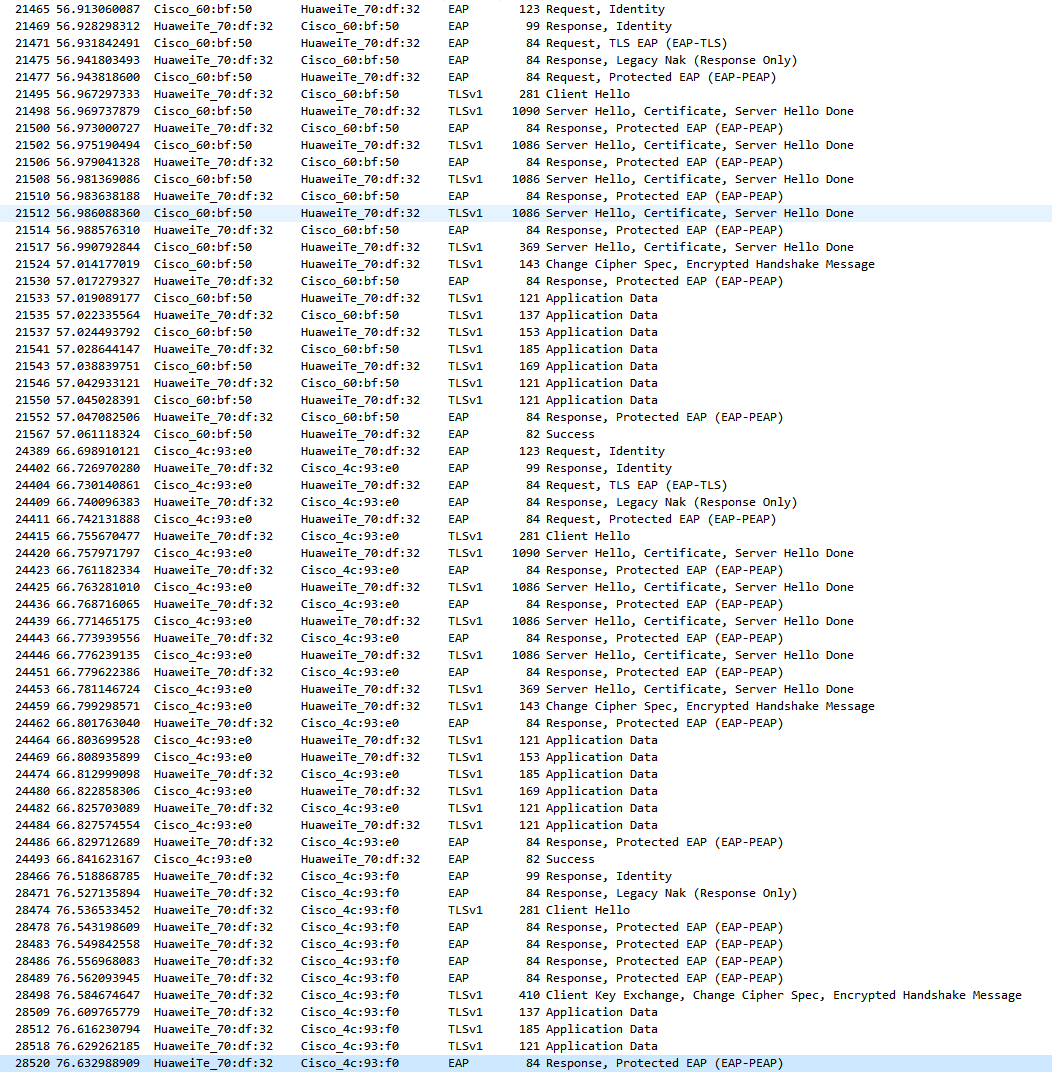 21465 56.913060087 Cisco_60:bf:50 HuaweiTe_70:df:32 EAP 123 Request, Identity
21469 56.928298312 HuaweiTe_70:df:32 Cisco_60:bf:50 EAP 99 Response, Identity
21471 56.931842491 Cisco_60:bf:50 HuaweiTe_70:df:32 EAP 84 Request, TLS EAP (EAP-TLS)
21475 56.941803493 HuaweiTe_70:df:32 Cisco_60:bf:50 EAP 84 Response, Legacy Nak (Response Only)
21477 56.943818600 Cisco_60:bf:50 HuaweiTe_70:df:32 EAP 84 Request, Protected EAP (EAP-PEAP)
21495 56.967297333 HuaweiTe_70:df:32 Cisco_60:bf:50 TLSv1 281 Client Hello
21498 56.969737879 Cisco_60:bf:50 HuaweiTe_70:df:32 TLSv1 1090 Server Hello, Certificate, Server Hello Done
21500 56.973000727 HuaweiTe_70:df:32 Cisco_60:bf:50 EAP 84 Response, Protected EAP (EAP-PEAP)
21502 56.975190494 Cisco_60:bf:50 HuaweiTe_70:df:32 TLSv1 1086 Server Hello, Certificate, Server Hello Done
21506 56.979041328 HuaweiTe_70:df:32 Cisco_60:bf:50 EAP 84 Response, Protected EAP (EAP-PEAP)
21508 56.981369086 Cisco_60:bf:50 HuaweiTe_70:df:32 TLSv1 1086 Server Hello, Certificate, Server Hello Done
21510 56.983638188 HuaweiTe_70:df:32 Cisco_60:bf:50 EAP 84 Response, Protected EAP (EAP-PEAP)
21512 56.986088360 Cisco_60:bf:50 HuaweiTe_70:df:32 TLSv1 1086 Server Hello, Certificate, Server Hello Done
21514 56.988576310 HuaweiTe_70:df:32 Cisco_60:bf:50 EAP 84 Response, Protected EAP (EAP-PEAP)
21517 56.990792844 Cisco_60:bf:50 HuaweiTe_70:df:32 TLSv1 369 Server Hello, Certificate, Server Hello Done
21524 57.014177019 Cisco_60:bf:50 HuaweiTe_70:df:32 TLSv1 143 Change Cipher Spec, Encrypted Handshake Message
21530 57.017279327 HuaweiTe_70:df:32 Cisco_60:bf:50 EAP 84 Response, Protected EAP (EAP-PEAP)
21533 57.019089177 Cisco_60:bf:50 HuaweiTe_70:df:32 TLSv1 121 Application Data
21535 57.022335564 HuaweiTe_70:df:32 Cisco_60:bf:50 TLSv1 137 Application Data
21537 57.024493792 Cisco_60:bf:50 HuaweiTe_70:df:32 TLSv1 153 Application Data
21541 57.028644147 HuaweiTe_70:df:32 Cisco_60:bf:50 TLSv1 185 Application Data
21543 57.038839751 Cisco_60:bf:50 HuaweiTe_70:df:32 TLSv1 169 Application Data
21546 57.042933121 HuaweiTe_70:df:32 Cisco_60:bf:50 TLSv1 121 Application Data
21550 57.045028391 Cisco_60:bf:50 HuaweiTe_70:df:32 TLSv1 121 Application Data
21552 57.047082506 HuaweiTe_70:df:32 Cisco_60:bf:50 EAP 84 Response, Protected EAP (EAP-PEAP)
21567 57.061118324 Cisco_60:bf:50 HuaweiTe_70:df:32 EAP 82 Success
24389 66.698910121 Cisco_4c:93:e0 HuaweiTe_70:df:32 EAP 123 Request, Identity
24402 66.726970280 HuaweiTe_70:df:32 Cisco_4c:93:e0 EAP 99 Response, Identity
24404 66.730140861 Cisco_4c:93:e0 HuaweiTe_70:df:32 EAP 84 Request, TLS EAP (EAP-TLS)
24409 66.740096383 HuaweiTe_70:df:32 Cisco_4c:93:e0 EAP 84 Response, Legacy Nak (Response Only)
24411 66.742131888 Cisco_4c:93:e0 HuaweiTe_70:df:32 EAP 84 Request, Protected EAP (EAP-PEAP)
24415 66.755670477 HuaweiTe_70:df:32 Cisco_4c:93:e0 TLSv1 281 Client Hello
24420 66.757971797 Cisco_4c:93:e0 HuaweiTe_70:df:32 TLSv1 1090 Server Hello, Certificate, Server Hello Done
24423 66.761182334 HuaweiTe_70:df:32 Cisco_4c:93:e0 EAP 84 Response, Protected EAP (EAP-PEAP)
24425 66.763281010 Cisco_4c:93:e0 HuaweiTe_70:df:32 TLSv1 1086 Server Hello, Certificate, Server Hello Done
24436 66.768716065 HuaweiTe_70:df:32 Cisco_4c:93:e0 EAP 84 Response, Protected EAP (EAP-PEAP)
24439 66.771465175 Cisco_4c:93:e0 HuaweiTe_70:df:32 TLSv1 1086 Server Hello, Certificate, Server Hello Done
24443 66.773939556 HuaweiTe_70:df:32 Cisco_4c:93:e0 EAP 84 Response, Protected EAP (EAP-PEAP)
24446 66.776239135 Cisco_4c:93:e0 HuaweiTe_70:df:32 TLSv1 1086 Server Hello, Certificate, Server Hello Done
24451 66.779622386 HuaweiTe_70:df:32 Cisco_4c:93:e0 EAP 84 Response, Protected EAP (EAP-PEAP)
24453 66.781146724 Cisco_4c:93:e0 HuaweiTe_70:df:32 TLSv1 369 Server Hello, Certificate, Server Hello Done
24459 66.799298571 Cisco_4c:93:e0 HuaweiTe_70:df:32 TLSv1 143 Change Cipher Spec, Encrypted Handshake Message
24462 66.801763040 HuaweiTe_70:df:32 Cisco_4c:93:e0 EAP 84 Response, Protected EAP (EAP-PEAP)
24464 66.803699528 Cisco_4c:93:e0 HuaweiTe_70:df:32 TLSv1 121 Application Data
24469 66.808935899 Cisco_4c:93:e0 HuaweiTe_70:df:32 TLSv1 153 Application Data
24474 66.812999098 HuaweiTe_70:df:32 Cisco_4c:93:e0 TLSv1 185 Application Data
24480 66.822858306 Cisco_4c:93:e0 HuaweiTe_70:df:32 TLSv1 169 Application Data
24482 66.825703089 HuaweiTe_70:df:32 Cisco_4c:93:e0 TLSv1 121 Application Data
24484 66.827574554 Cisco_4c:93:e0 HuaweiTe_70:df:32 TLSv1 121 Application Data
24486 66.829712689 HuaweiTe_70:df:32 Cisco_4c:93:e0 EAP 84 Response, Protected EAP (EAP-PEAP)
24493 66.841623167 Cisco_4c:93:e0 HuaweiTe_70:df:32 EAP 82 Success
28466 76.518868785 HuaweiTe_70:df:32 Cisco_4c:93:f0 EAP 99 Response, Identity
28471 76.527135894 HuaweiTe_70:df:32 Cisco_4c:93:f0 EAP 84 Response, Legacy Nak (Response Only)
28474 76.536533452 HuaweiTe_70:df:32 Cisco_4c:93:f0 TLSv1 281 Client Hello
28478 76.543198609 HuaweiTe_70:df:32 Cisco_4c:93:f0 EAP 84 Response, Protected EAP (EAP-PEAP)
28483 76.549842558 HuaweiTe_70:df:32 Cisco_4c:93:f0 EAP 84 Response, Protected EAP (EAP-PEAP)
28486 76.556968083 HuaweiTe_70:df:32 Cisco_4c:93:f0 EAP 84 Response, Protected EAP (EAP-PEAP)
28489 76.562093945 HuaweiTe_70:df:32 Cisco_4c:93:f0 EAP 84 Response, Protected EAP (EAP-PEAP)
28498 76.584674647 HuaweiTe_70:df:32 Cisco_4c:93:f0 TLSv1 410 Client Key Exchange, Change Cipher Spec, Encrypted Handshake Message
28509 76.609765779 HuaweiTe_70:df:32 Cisco_4c:93:f0 TLSv1 137 Application Data
28512 76.616230794 HuaweiTe_70:df:32 Cisco_4c:93:f0 TLSv1 185 Application Data
28518 76.629262185 HuaweiTe_70:df:32 Cisco_4c:93:f0 TLSv1 121 Application Data
28520 76.632988909 HuaweiTe_70:df:32 Cisco_4c:93:f0 EAP 84 Response, Protected EAP (EAP-PEAP)